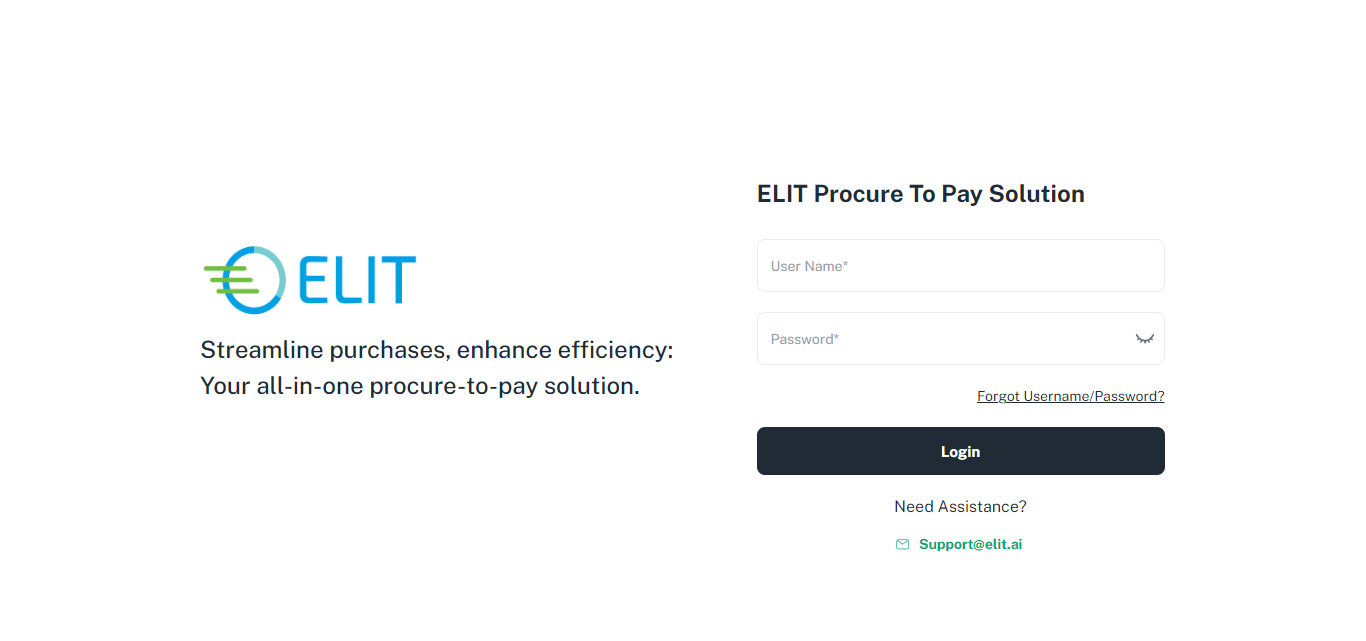 ELIT
Streamline purchases, enhance efficiency:
Your all-in-one procure-to-pay solution.
ELIT Procure To Pay Solution
User Name*
Password*
Forgot Username/Password?
Login
Need Assistance?
Support@elit.ai